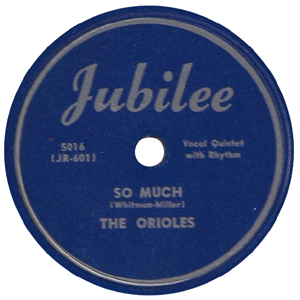 Jubilee
5016
(JR-601)
Vocal Quintet
with Rhythm
SO MUCH
(Whitman-Miller)
THE ORIOLES